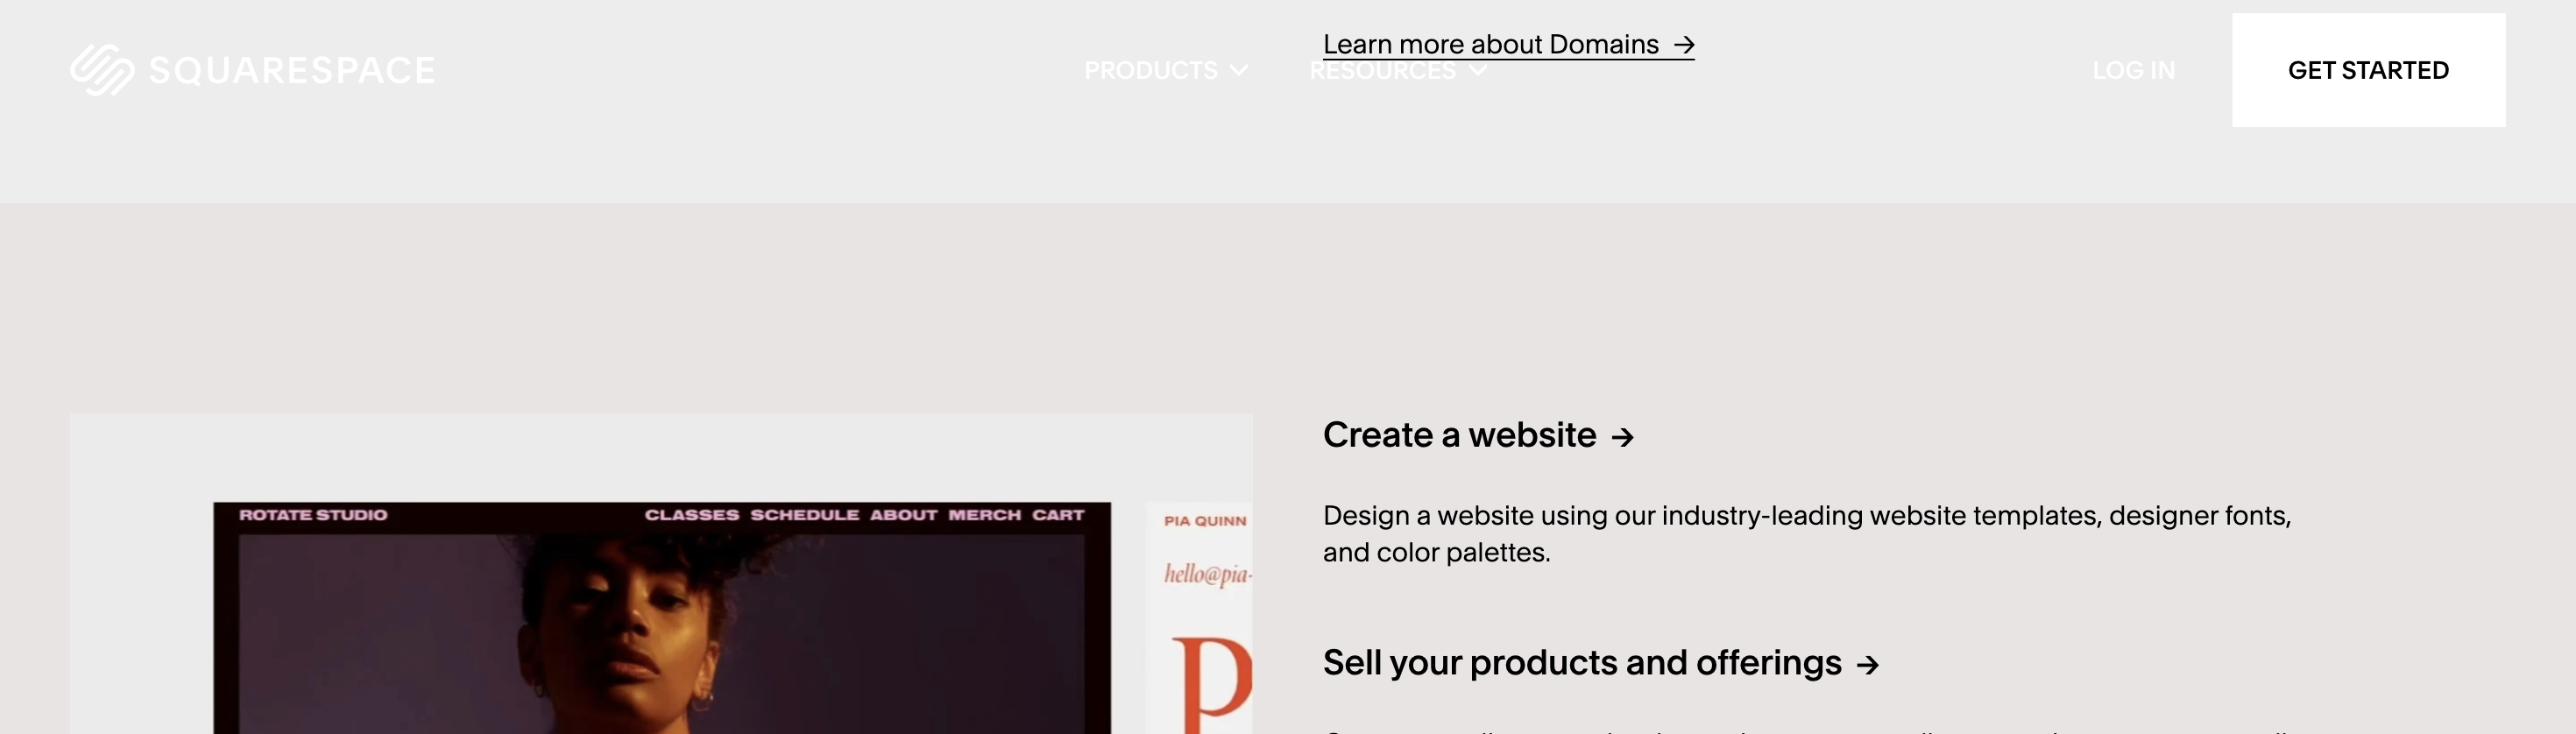 Learn more about Domains →
SQUARESPACE
PRODUCTS
RESOURCES
LOG IN
GET STARTED
Create a website →
Design a website using our industry-leading website templates, designer fonts,
and color palettes.
Sell your products and offerings →
ROTATE STUDIO
CLASSES SCHEDULE ABOUT MERCH CART
PIA QUINN
hello@pia-
P